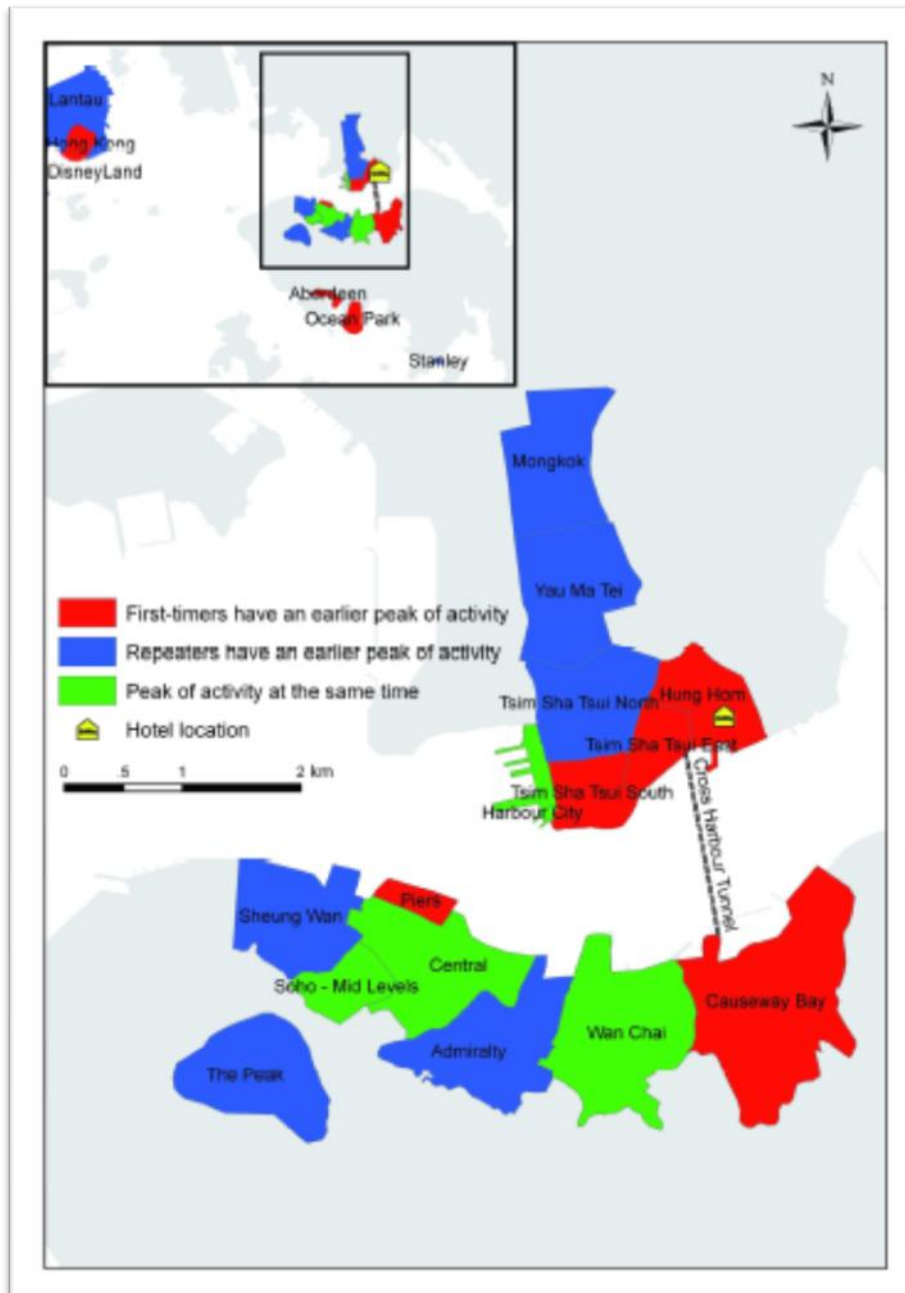 N
Lantau
Hong Kong
DisneyLand
Aberdeen
Ocean Park
Stanley
Mongkok
Yau Ma Tei
First-timers have an earlier peak of activity
Repeaters have an earlier peak of activity
Peak of activity at the same time
Hotel location
0 .5 1 2 km
Hung Hom
Tsim Sha Tsui North
Tsim Sha Tsui East
Tsim Sha Tsui South
Harbour City
Cross Harbour Tunnel
Piers
Sheung Wan
Central
Soho - Mid Levels
Causeway Bay
Wan Chai
Admiralty
The Peak